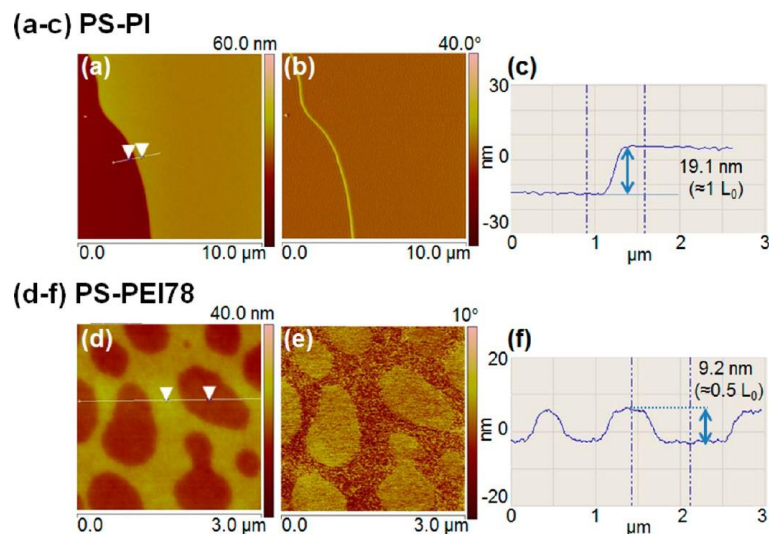 (a-c) PS-PI
60.0 nm
40.0°
(a)
(b)
(c)
30
0
-30
nm
19.1 nm
(≈1 L₀)
0
1
2
3
μm
0.0
10.0 μm
0.0
10.0 μm
(d-f) PS-PEI78
40.0 nm
10°
(d)
(e)
(f)
20
0
-20
nm
9.2 nm
(≈0.5 L₀)
0
1
2
3
μm
0.0
3.0 μm
0.0
3.0 μm